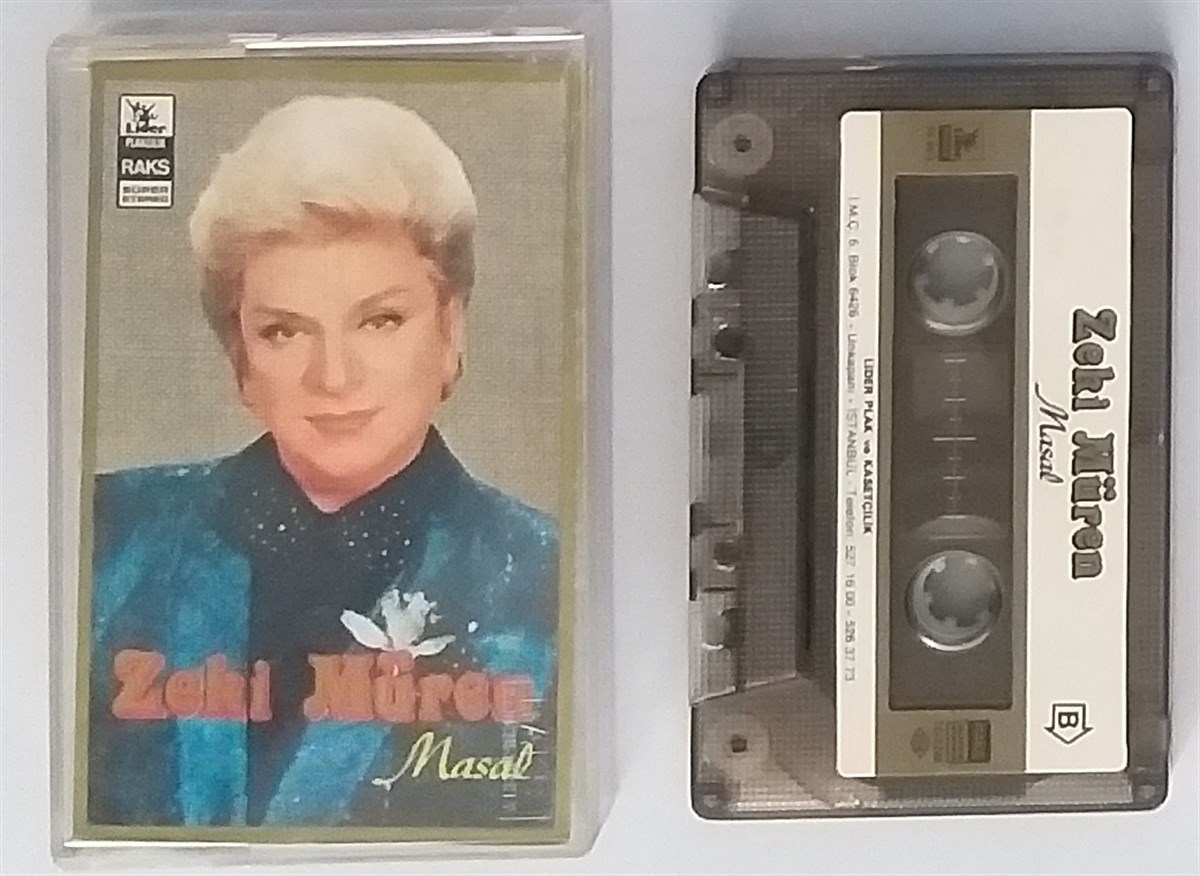 Lider
PLAKÇILIK
RAKS
SÜPER
STEREO
Zeki Müren
Masal
Zeki Müren
Masal
B
LİDER PLAK ve KASETÇİLİK
İ.M.Ç. 6. Blok 6426 - Unkapanı - İSTANBUL - Telefon: 527 16 00 - 526 37 73